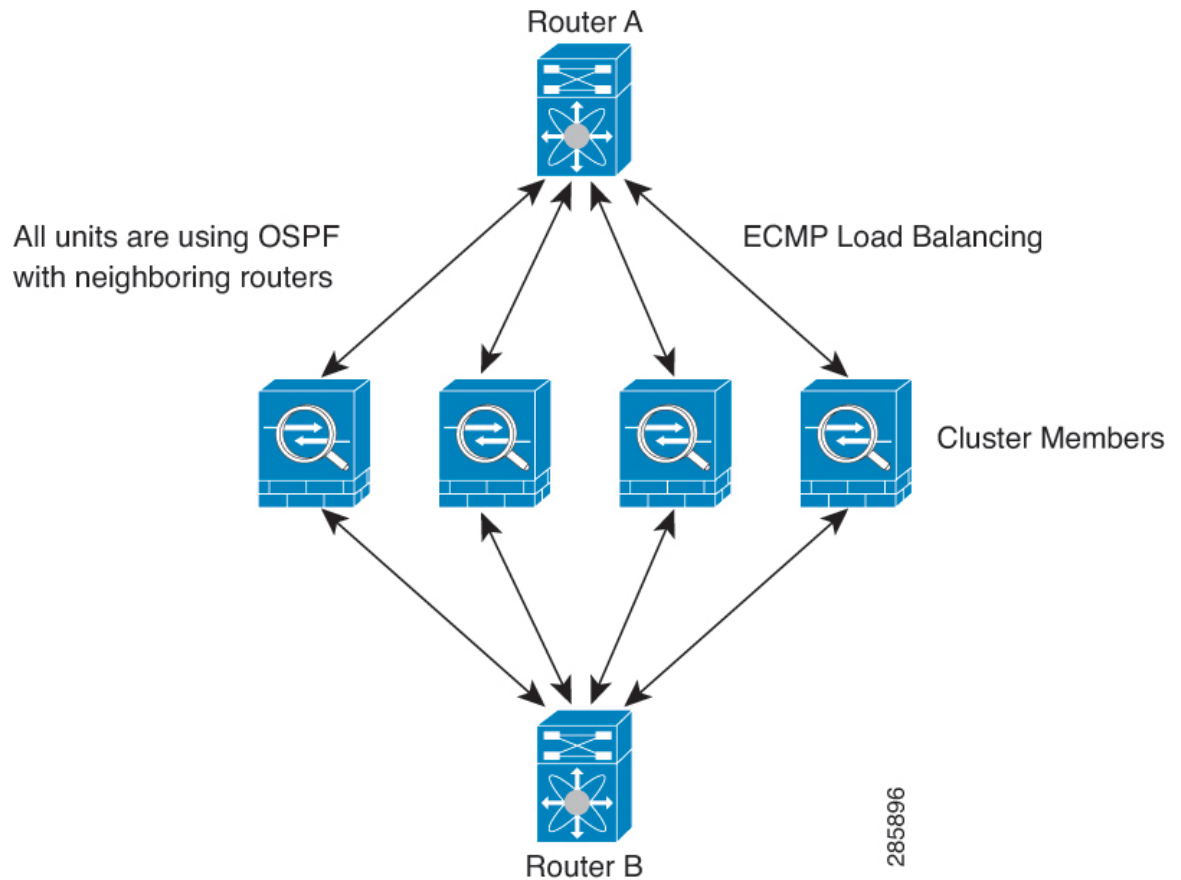 Router A
All units are using OSPF
with neighboring routers
ECMP Load Balancing
Cluster Members
Router B
285896